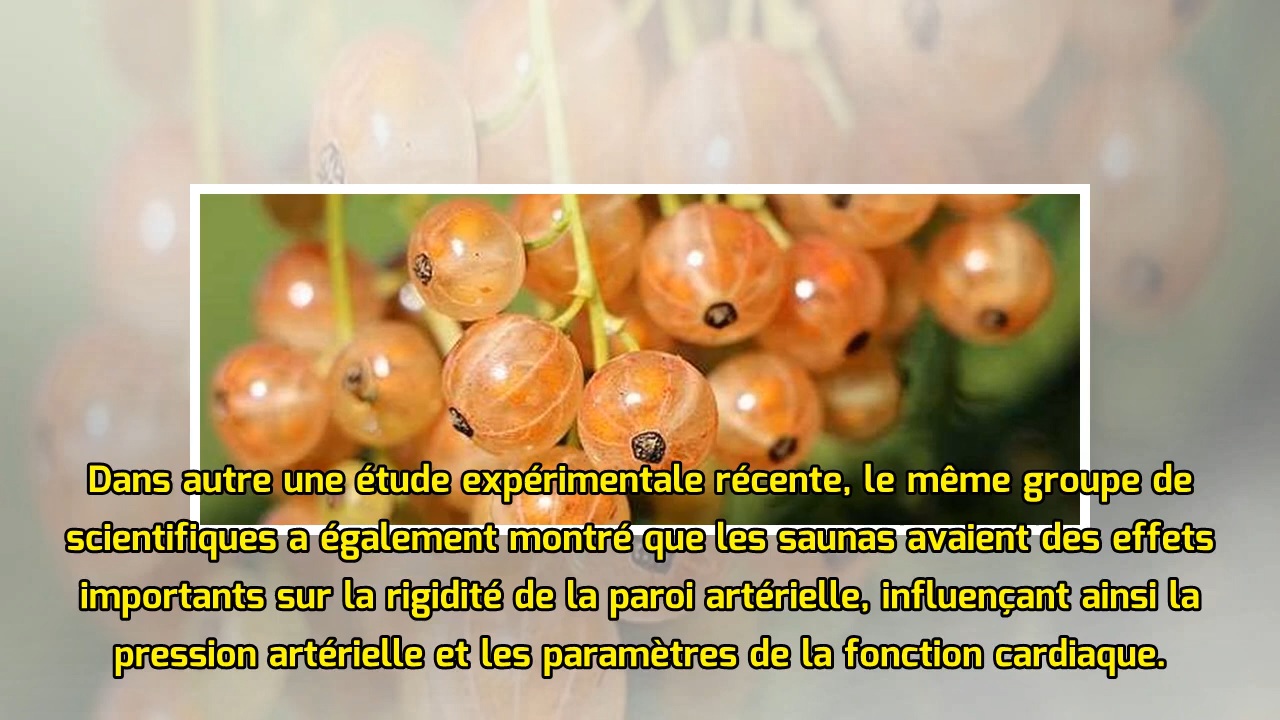 Dans autre une étude expérimentale récente, le même groupe de
scientifiques a également montré que les saunas avaient des effets
importants sur la rigidité de la paroi artérielle, influençant ainsi la
pression artérielle et les paramètres de la fonction cardiaque.